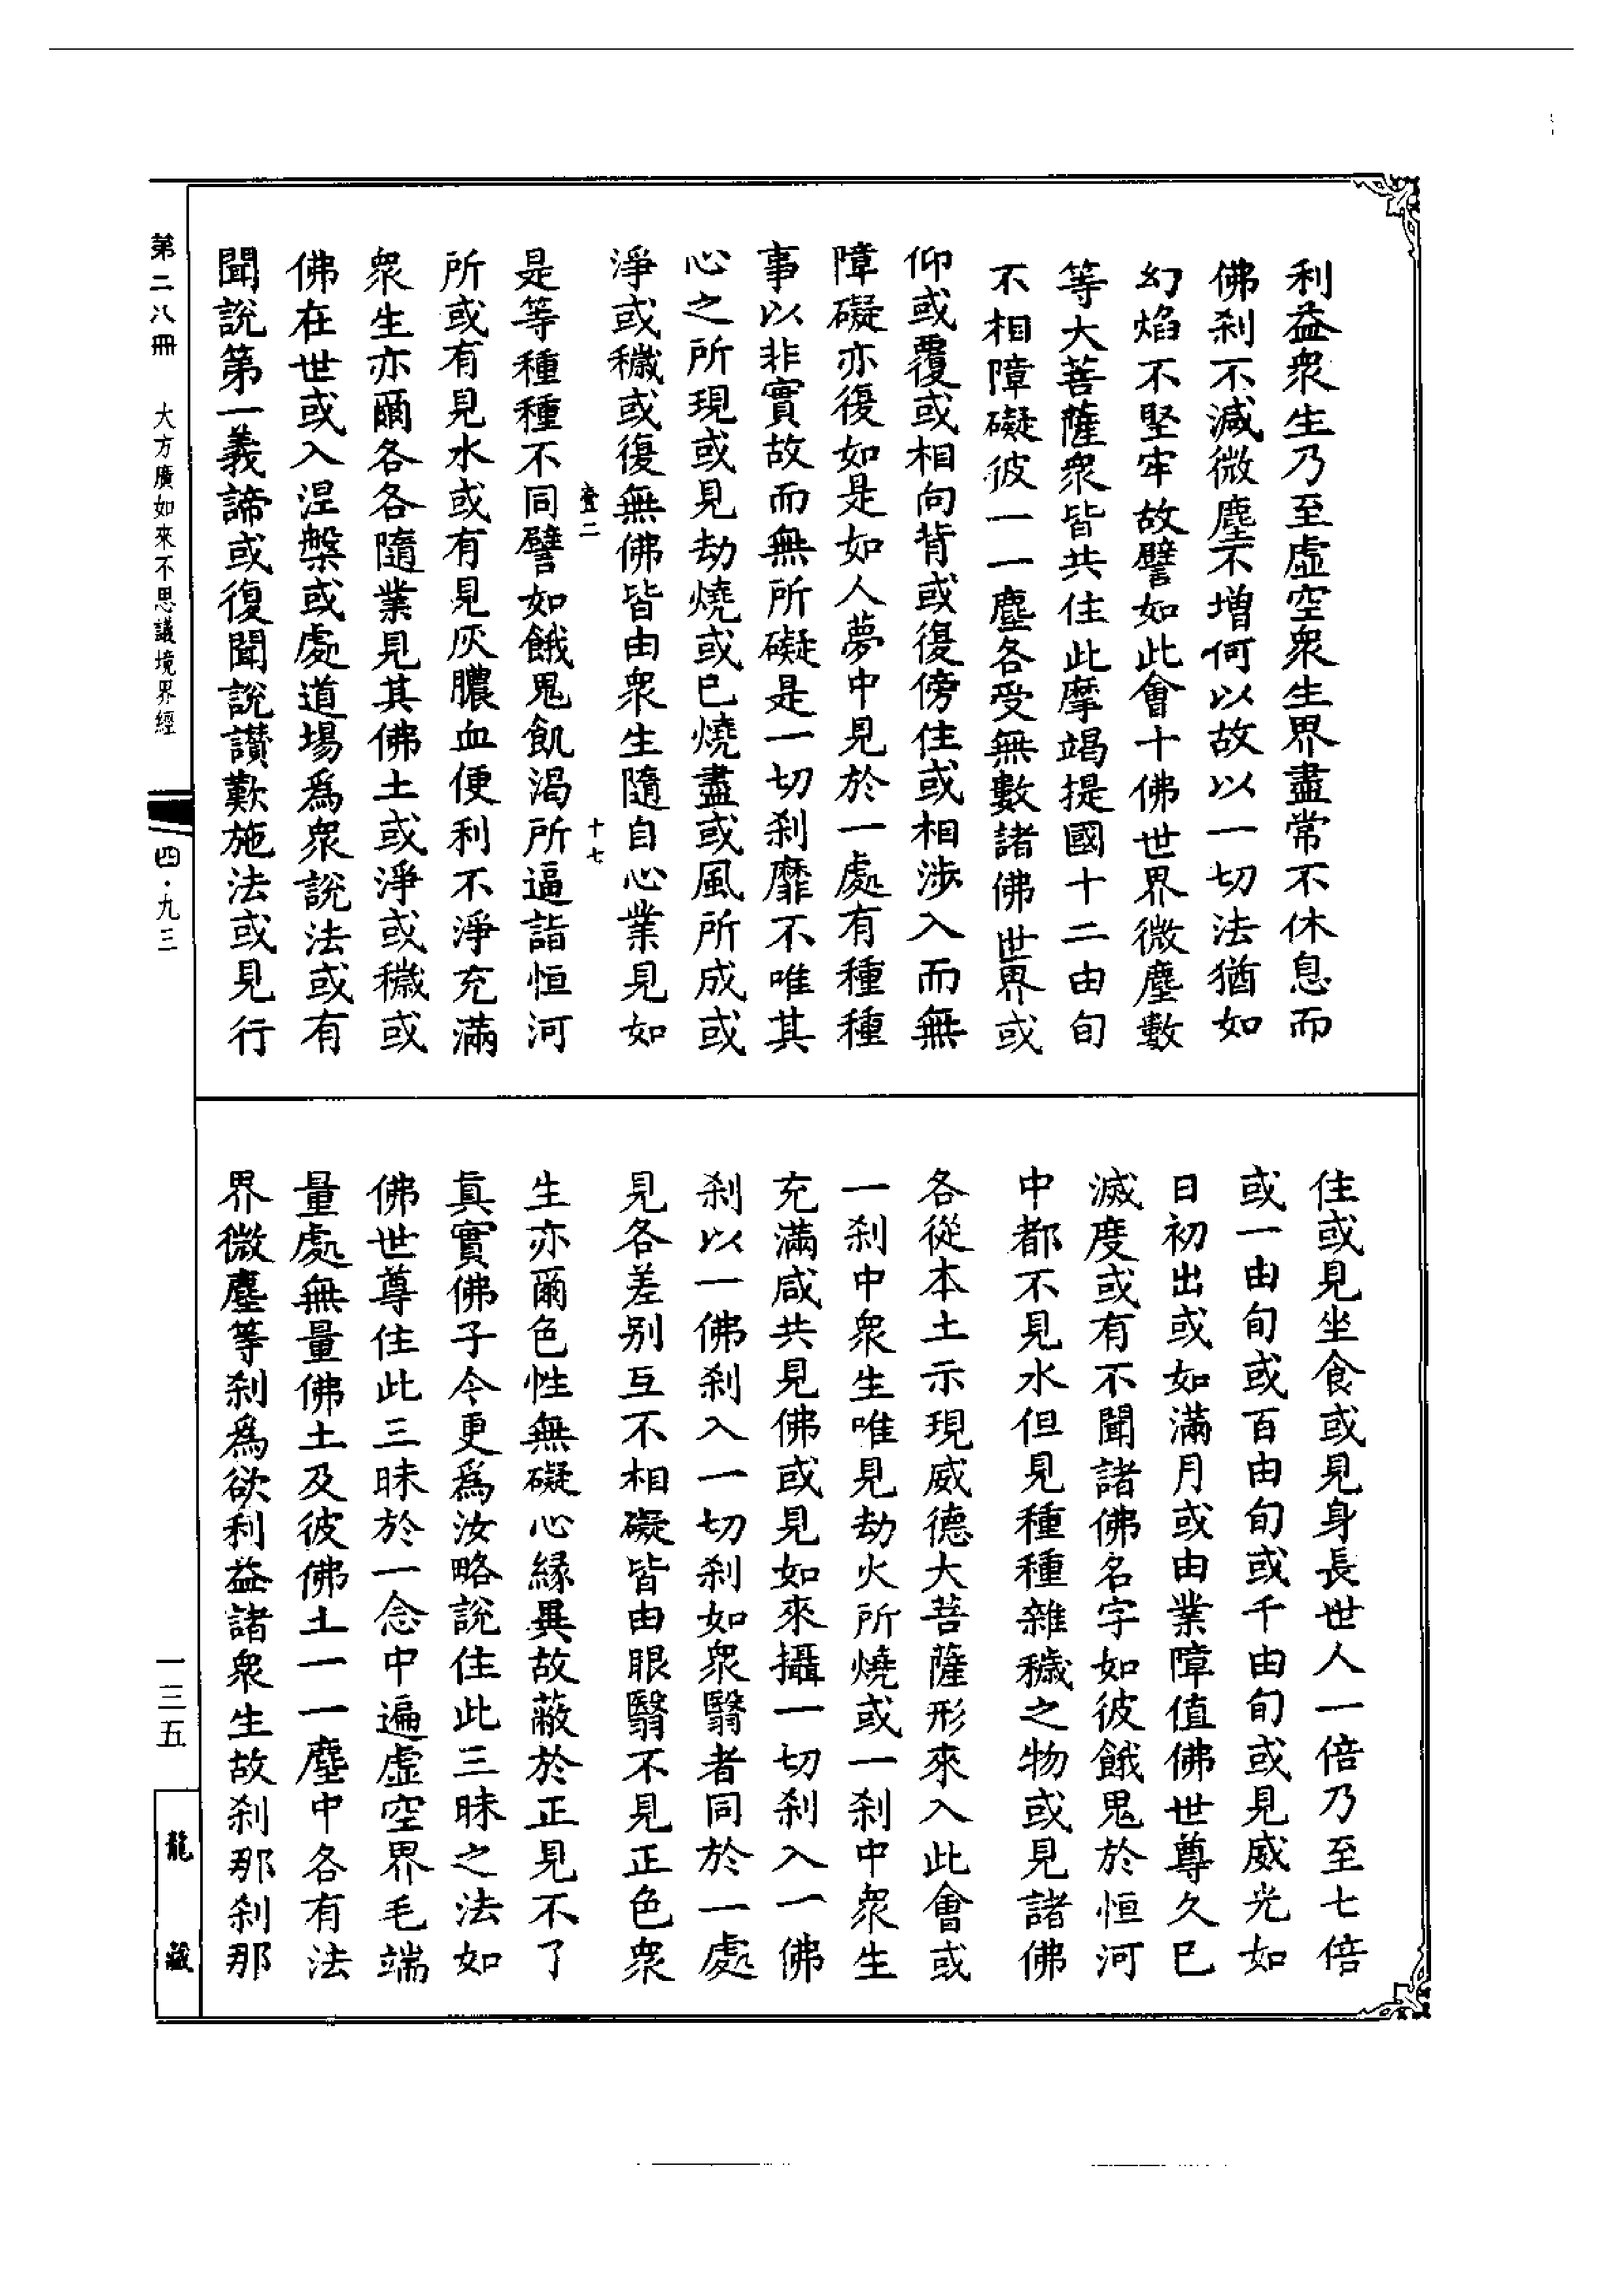 利益衆生乃至虛空衆生界盡常不休息而
佛刹不減微塵不增何以故以一切法猶如
幻焰不堅牢故譬如此會十佛世界微塵數
等大菩薩衆皆共住此摩竭提國十二由旬
不相障礙彼一一塵各受無數諸佛世界或
仰或覆或相向背或復傍住或相涉入而無
障礙亦復如是如人夢中見於一處有種種
事以非實故而無所礙是一切刹靡不唯其
心之所現或見劫燒或已燒盡或風所成或
淨或穢或復無佛皆由衆生隨自心業見如
壹二
十七
是等種種不同譬如餓鬼飢渴所逼詣恒河
所或有見水或有見灰膿血便利不淨充滿
衆生亦爾各各隨業見其佛土或淨或穢或
佛在世或入涅槃或處道場爲衆說法或有
聞說第一義諦或復聞說讚歎施法或見行
住或見坐食或見身長世人一倍乃至七倍
或一由旬或百由旬或千由旬或見威光如
日初出或如滿月或由業障值佛世尊久已
滅度或有不聞諸佛名字如彼餓鬼於恒河
中都不見水但見種種雜穢之物或見諸佛
各從本土示現威德大菩薩形來入此會或
一刹中衆生唯見劫火所燒或一刹中衆生
充滿咸共見佛或見如來攝一切刹入一佛
刹以一佛刹入一切刹如衆翳者同於一處
見各差别互不相礙皆由眼翳不見正色衆
生亦爾色性無礙心緣異故蔽於正見不了
眞實佛子今更爲汝略說住此三昧之法如
佛世尊住此三昧於一念中遍虛空界毛端
量處無量佛土及彼佛土一一塵中各有法
界微塵等刹爲欲利益諸衆生故刹那刹那
第二八冊
大方廣如來不思議境界經
四・九三
一三五
龍藏